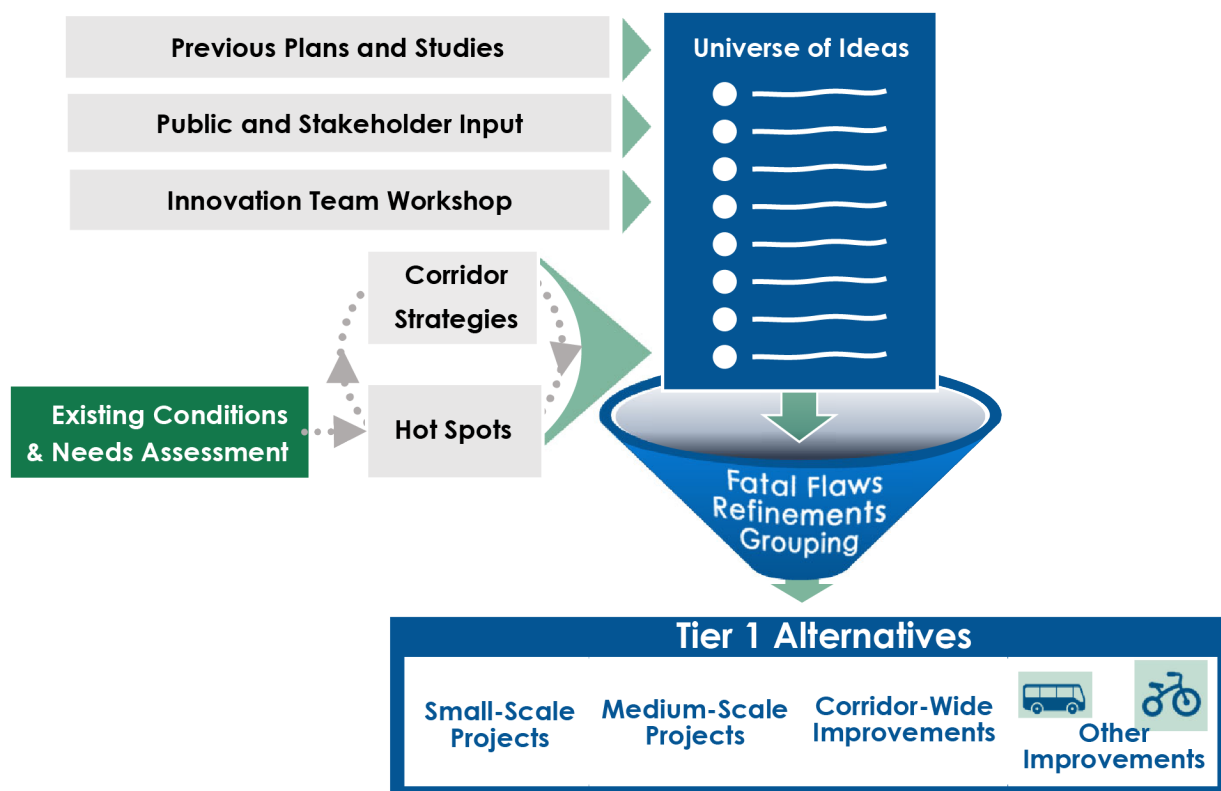 Previous Plans and Studies
Public and Stakeholder Input
Innovation Team Workshop
Corridor
Strategies
Existing Conditions
& Needs Assessment
Hot Spots
Universe of Ideas
Fatal Flaws
Refinements
Grouping
Tier 1 Alternatives
Small-Scale
Projects
Medium-Scale
Projects
Corridor-Wide
Improvements
Other
Improvements